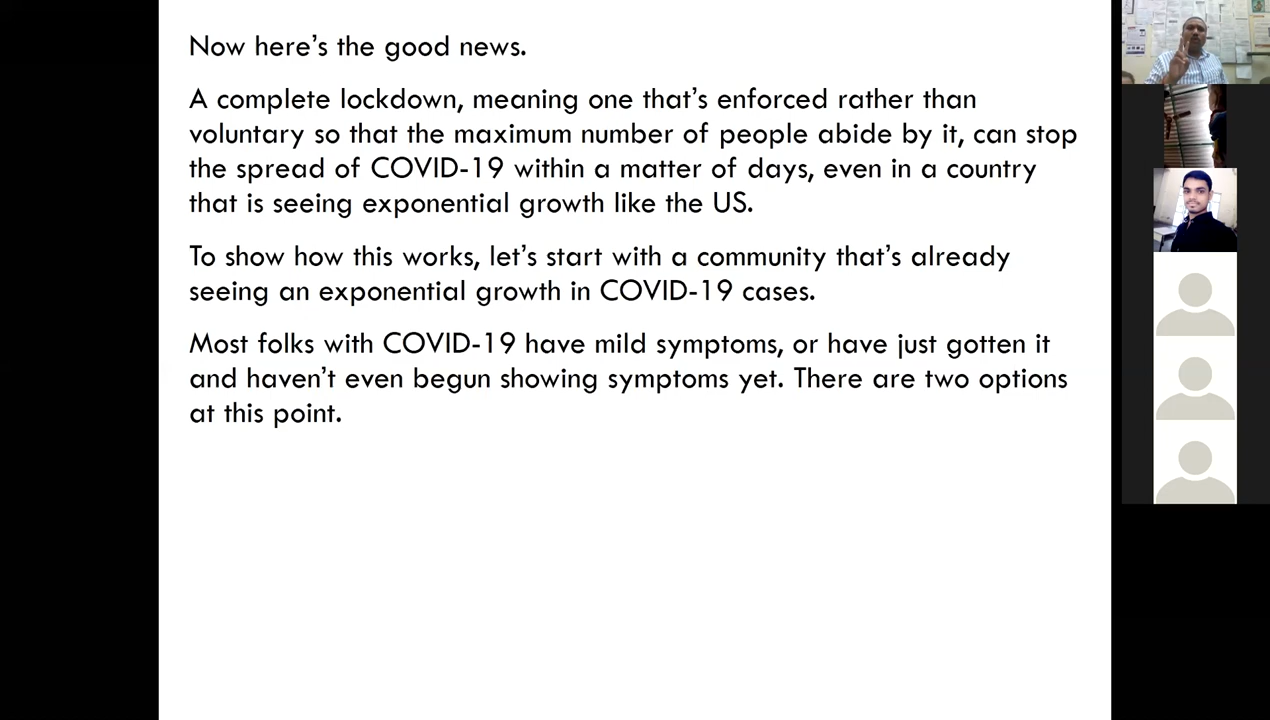 Now here's the good news.
A complete lockdown, meaning one that's enforced rather than
voluntary so that the maximum number of people abide by it, can stop
the spread of COVID-19 within a matter of days, even in a country
that is seeing exponential growth like the US.
To show how this works, let's start with a community that's already
seeing an exponential growth in COVID-19 cases.
Most folks with COVID-19 have mild symptoms, or have just gotten it
and haven't even begun showing symptoms yet. There are two options
at this point.